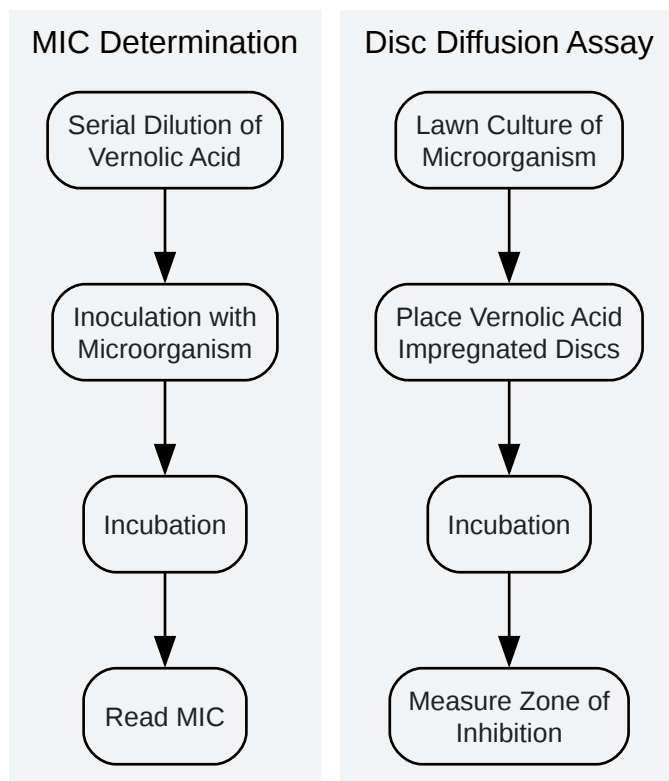 MIC Determination
Serial Dilution of
Vernolic Acid
Inoculation with
Microorganism
Incubation
Read MIC
Disc Diffusion Assay
Lawn Culture of
Microorganism
Place Vernolic Acid
Impregnated Discs
Incubation
Measure Zone of
Inhibition